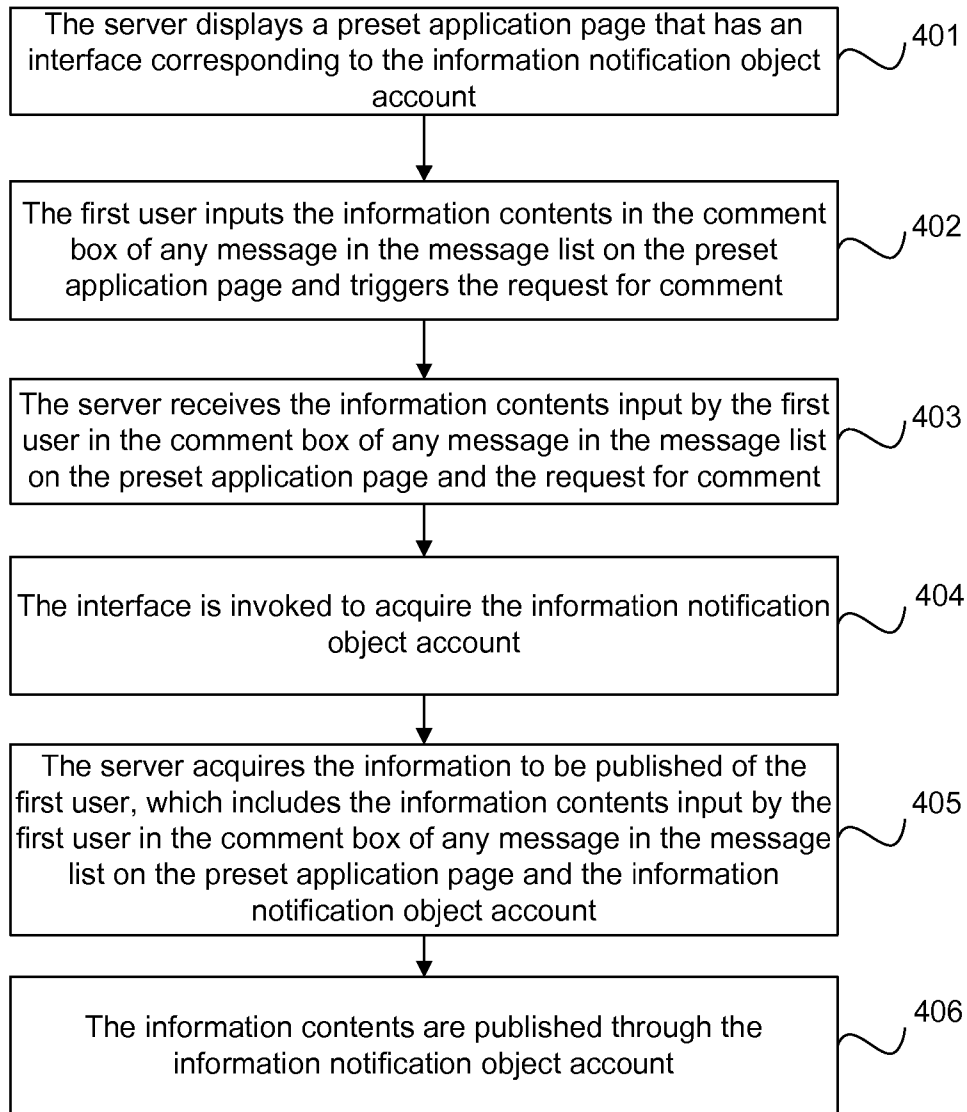 The server displays a preset application page that has an
interface corresponding to the information notification object
account
401
The first user inputs the information contents in the comment
box of any message in the message list on the preset
application page and triggers the request for comment
402
The server receives the information contents input by the first
user in the comment box of any message in the message list
on the preset application page and the request for comment
403
The interface is invoked to acquire the information notification
object account
404
The server acquires the information to be published of the
first user, which includes the information contents input by the
first user in the comment box of any message in the message
list on the preset application page and the information
notification object account
405
The information contents are published through the
information notification object account
406